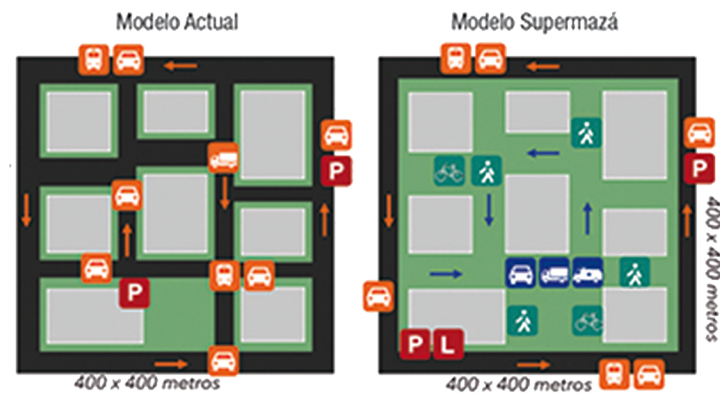 Modelo Actual
Modelo Supermazá
P
P
P
P L
400 x 400 metros
400 x 400 metros
400 x 400 metros